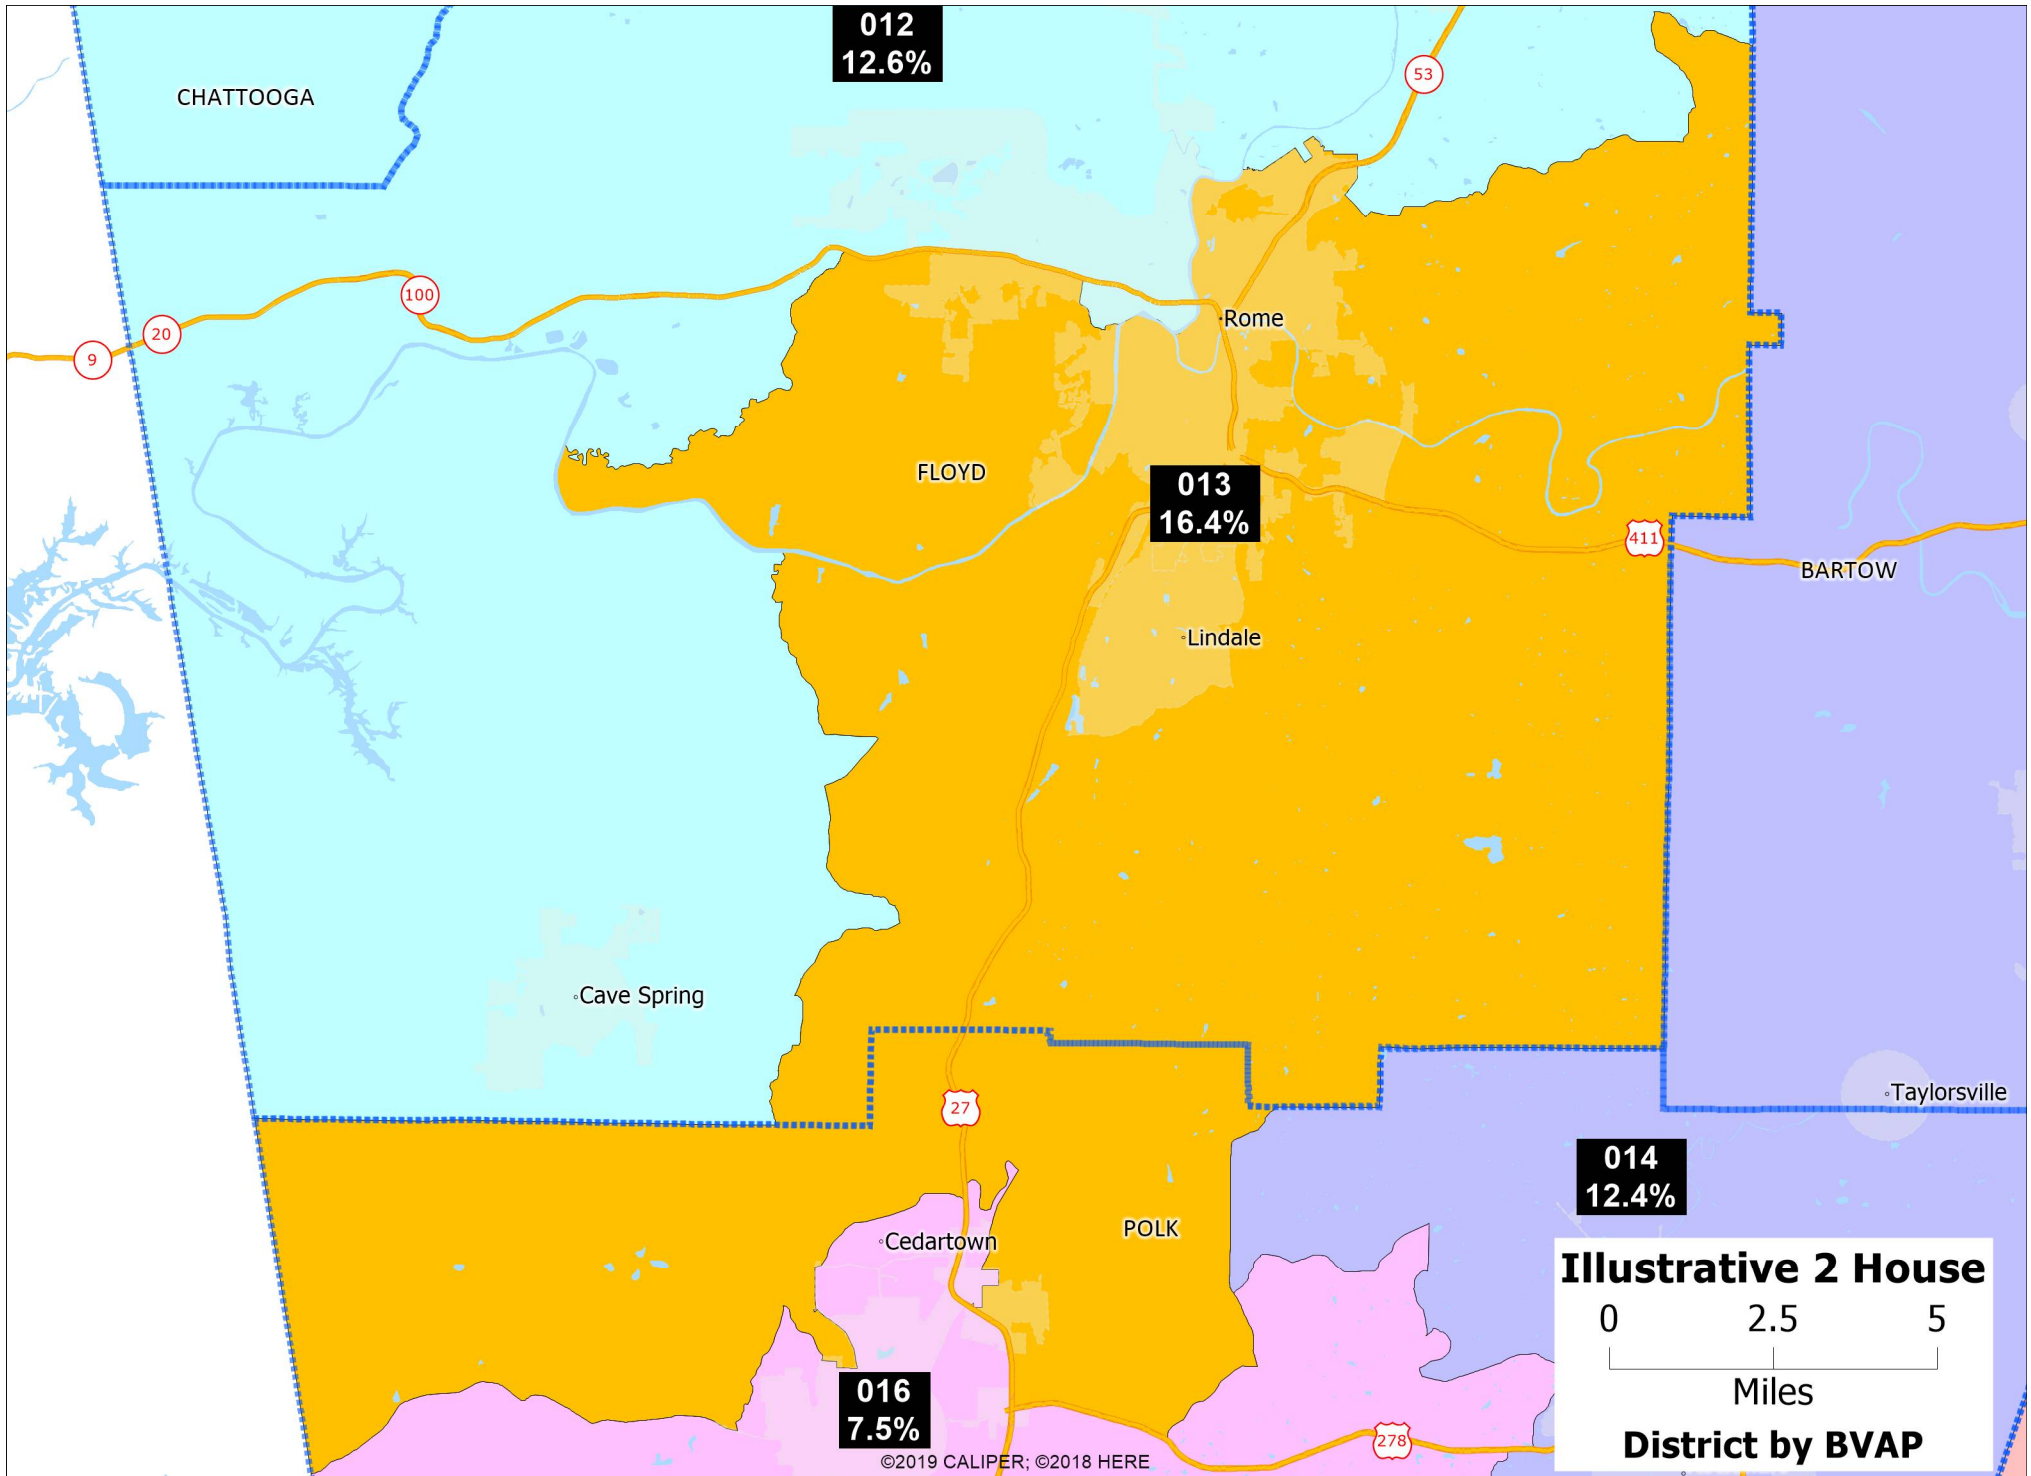 012
12.6%
53
CHATTOOGA
100
20
9
Rome
FLOYD
013
16.4%
411
BARTOW
Lindale
Cave Spring
27
Taylorsville
014
12.4%
POLK
Cedartown
Illustrative 2 House
0 2.5 5
Miles
District by BVAP
016
7.5%
278
©2019 CALIPER; ©2018 HERE